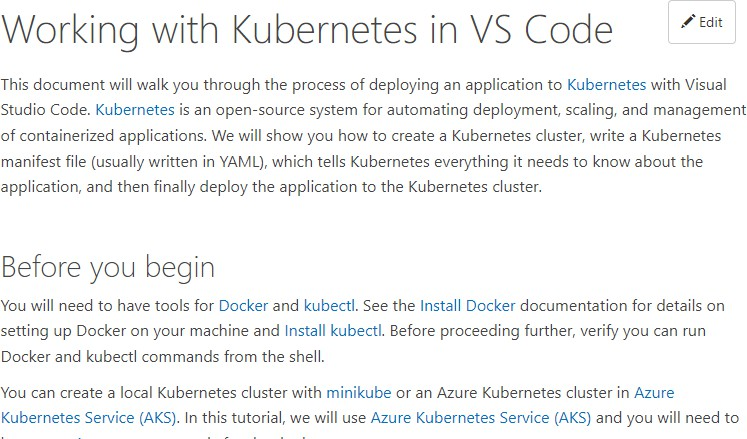 Working with Kubernetes in VS Code
Edit
This document will walk you through the process of deploying an application to Kubernetes with Visual
Studio Code. Kubernetes is an open-source system for automating deployment, scaling, and management
of containerized applications. We will show you how to create a Kubernetes cluster, write a Kubernetes
manifest file (usually written in YAML), which tells Kubernetes everything it needs to know about the
application, and then finally deploy the application to the Kubernetes cluster.
Before you begin
You will need to have tools for Docker and kubectl. See the Install Docker documentation for details on
setting up Docker on your machine and Install kubectl. Before proceeding further, verify you can run
Docker and kubectl commands from the shell.
You can create a local Kubernetes cluster with minikube or an Azure Kubernetes cluster in Azure
Kubernetes Service (AKS). In this tutorial, we will use Azure Kubernetes Service (AKS) and you will need to